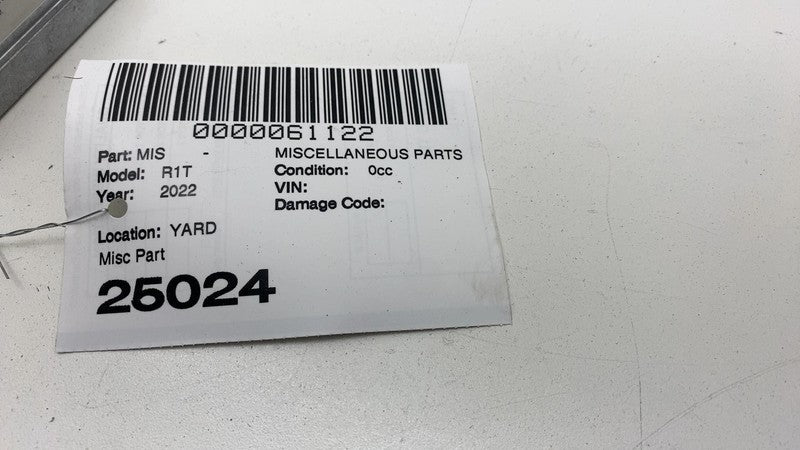 0000061122
Part: MIS - MISCELLANEOUS PARTS
Model: R1T Condition: 0cc
Year: 2022 VIN:
Damage Code:
Location: YARD
Misc Part
25024